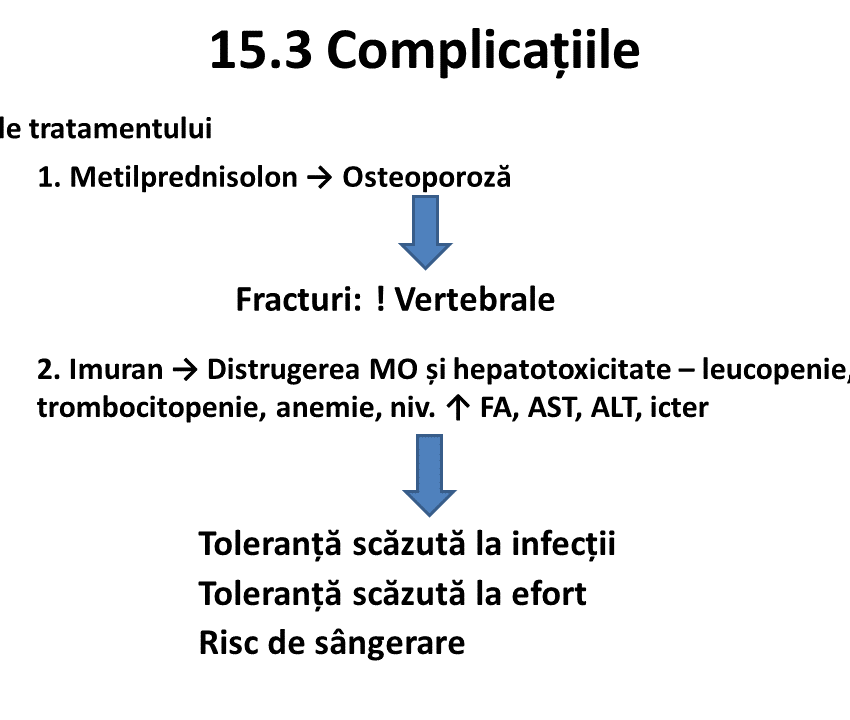 15.3 Complicațiile
le tratamentului
1. Metilprednisolon → Osteoporoză
Fracturi: ! Vertebrale
2. Imuran → Distrugerea MO și hepatotoxicitate – leucopenie,
trombocitopenie, anemie, niv. ↑ FA, AST, ALT, icter
Toleranță scăzută la infecții
Toleranță scăzută la efort
Risc de sângerare